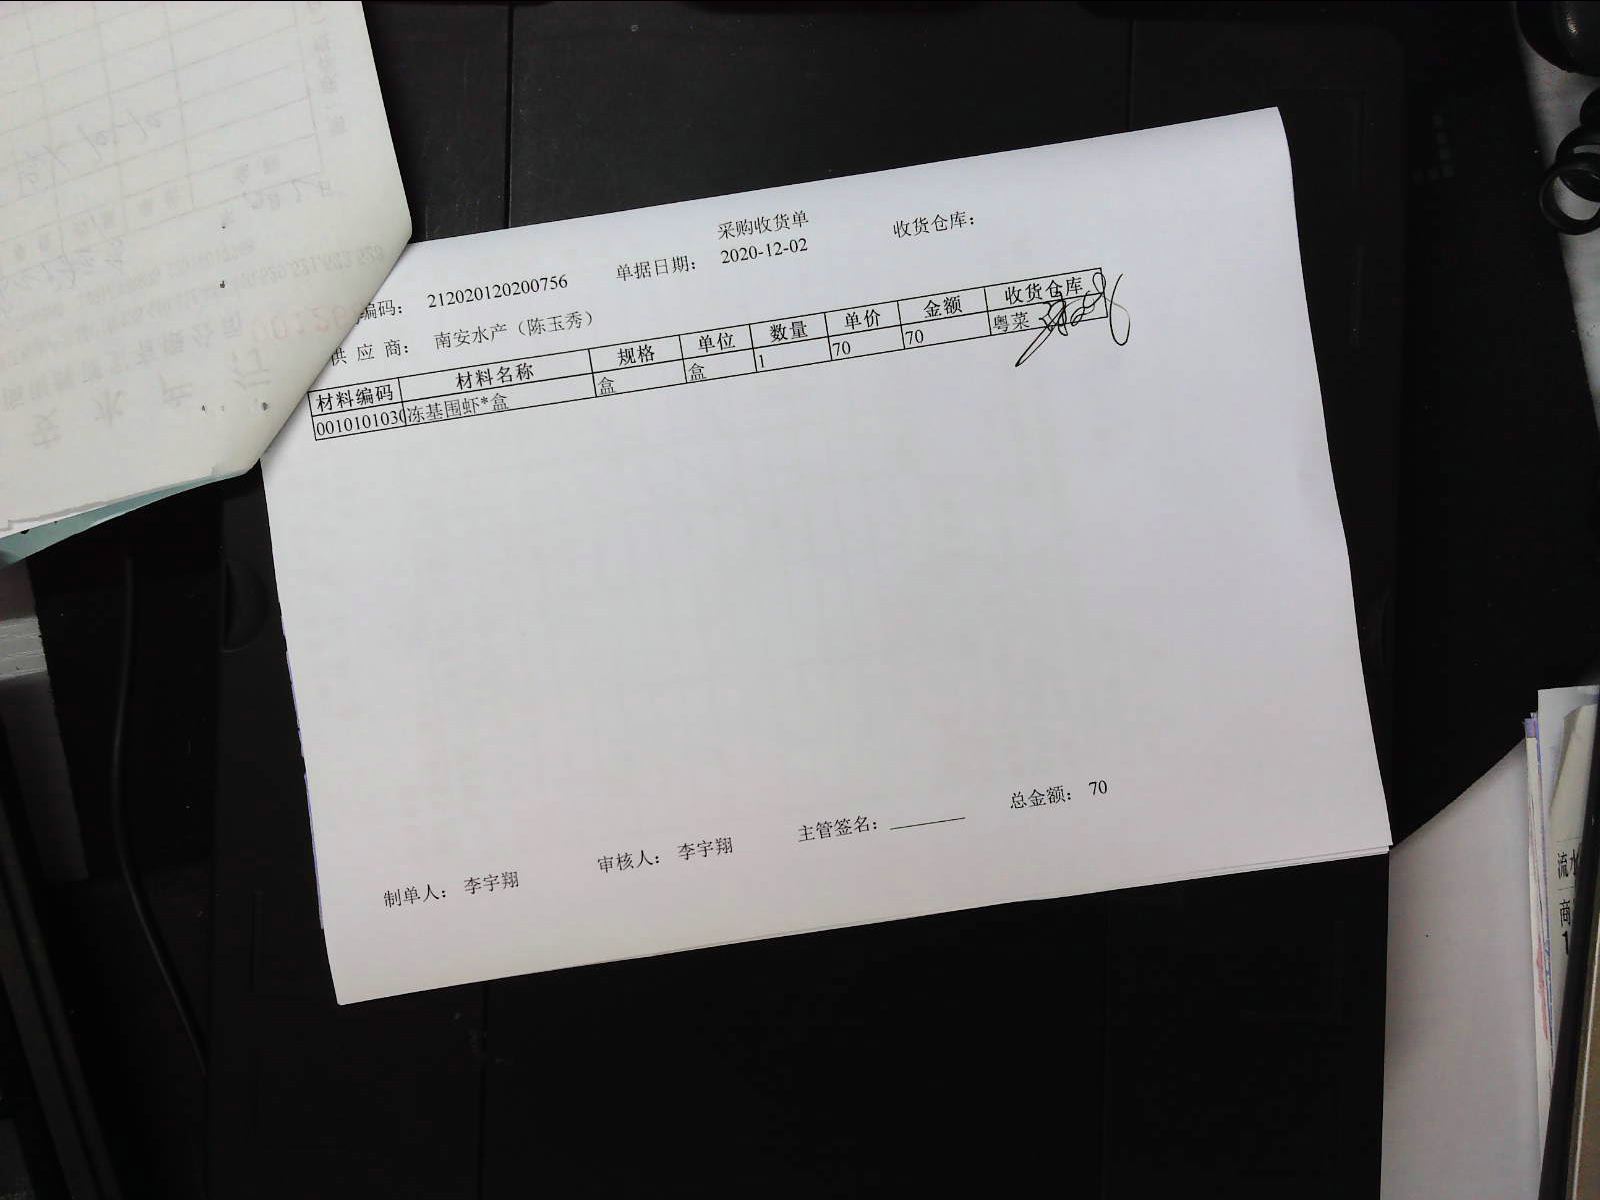 采购收货单
编码： 212020120200756 单据日期： 2020-12-02 收货仓库：
供 应 商： 南安水产（陈玉秀）
材料编码 材料名称 规格 单位 数量 单价 金额 收货仓库
0010101030 冻基围虾*盒 盒 盒 1 70 70 粤菜
总金额： 70
制单人： 李宇翔 审核人： 李宇翔 主管签名：
流水
商